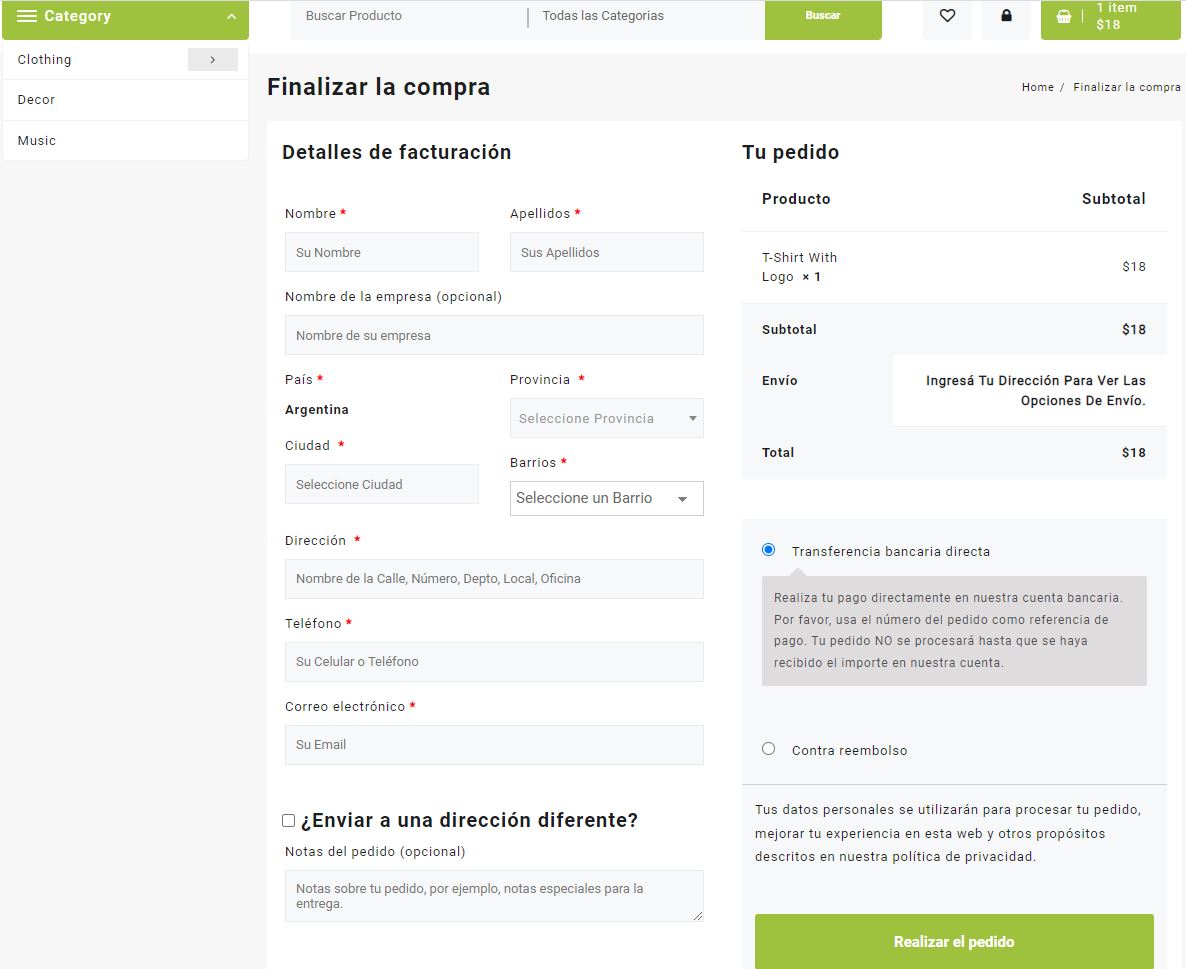 Category
Buscar Producto
Todas las Categorias
Buscar
1 item
$18
Clothing
Decor
Music
Finalizar la compra
Home / Finalizar la compra
Detalles de facturación
Nombre *
Apellidos *
Su Nombre
Sus Apellidos
Nombre de la empresa (opcional)
Nombre de su empresa
País *
Provincia *
Argentina
Seleccione Provincia
Ciudad *
Barrios *
Seleccione Ciudad
Seleccione un Barrio
Dirección *
Nombre de la Calle, Número, Depto, Local, Oficina
Teléfono *
Su Celular o Teléfono
Correo electrónico *
Su Email
¿Enviar a una dirección diferente?
Notas del pedido (opcional)
Notas sobre tu pedido, por ejemplo, notas especiales para la
entrega.
Tu pedido
Producto Subtotal
T-Shirt With
Logo × 1
$18
Subtotal $18
Envío
Ingresá Tu Dirección Para Ver Las
Opciones De Envío.
Total $18
Transferencia bancaria directa
Realiza tu pago directamente en nuestra cuenta bancaria.
Por favor, usa el número del pedido como referencia de
pago. Tu pedido NO se procesará hasta que se haya
recibido el importe en nuestra cuenta.
Contra reembolso
Tus datos personales se utilizarán para procesar tu pedido,
mejorar tu experiencia en esta web y otros propósitos
descritos en nuestra política de privacidad.
Realizar el pedido